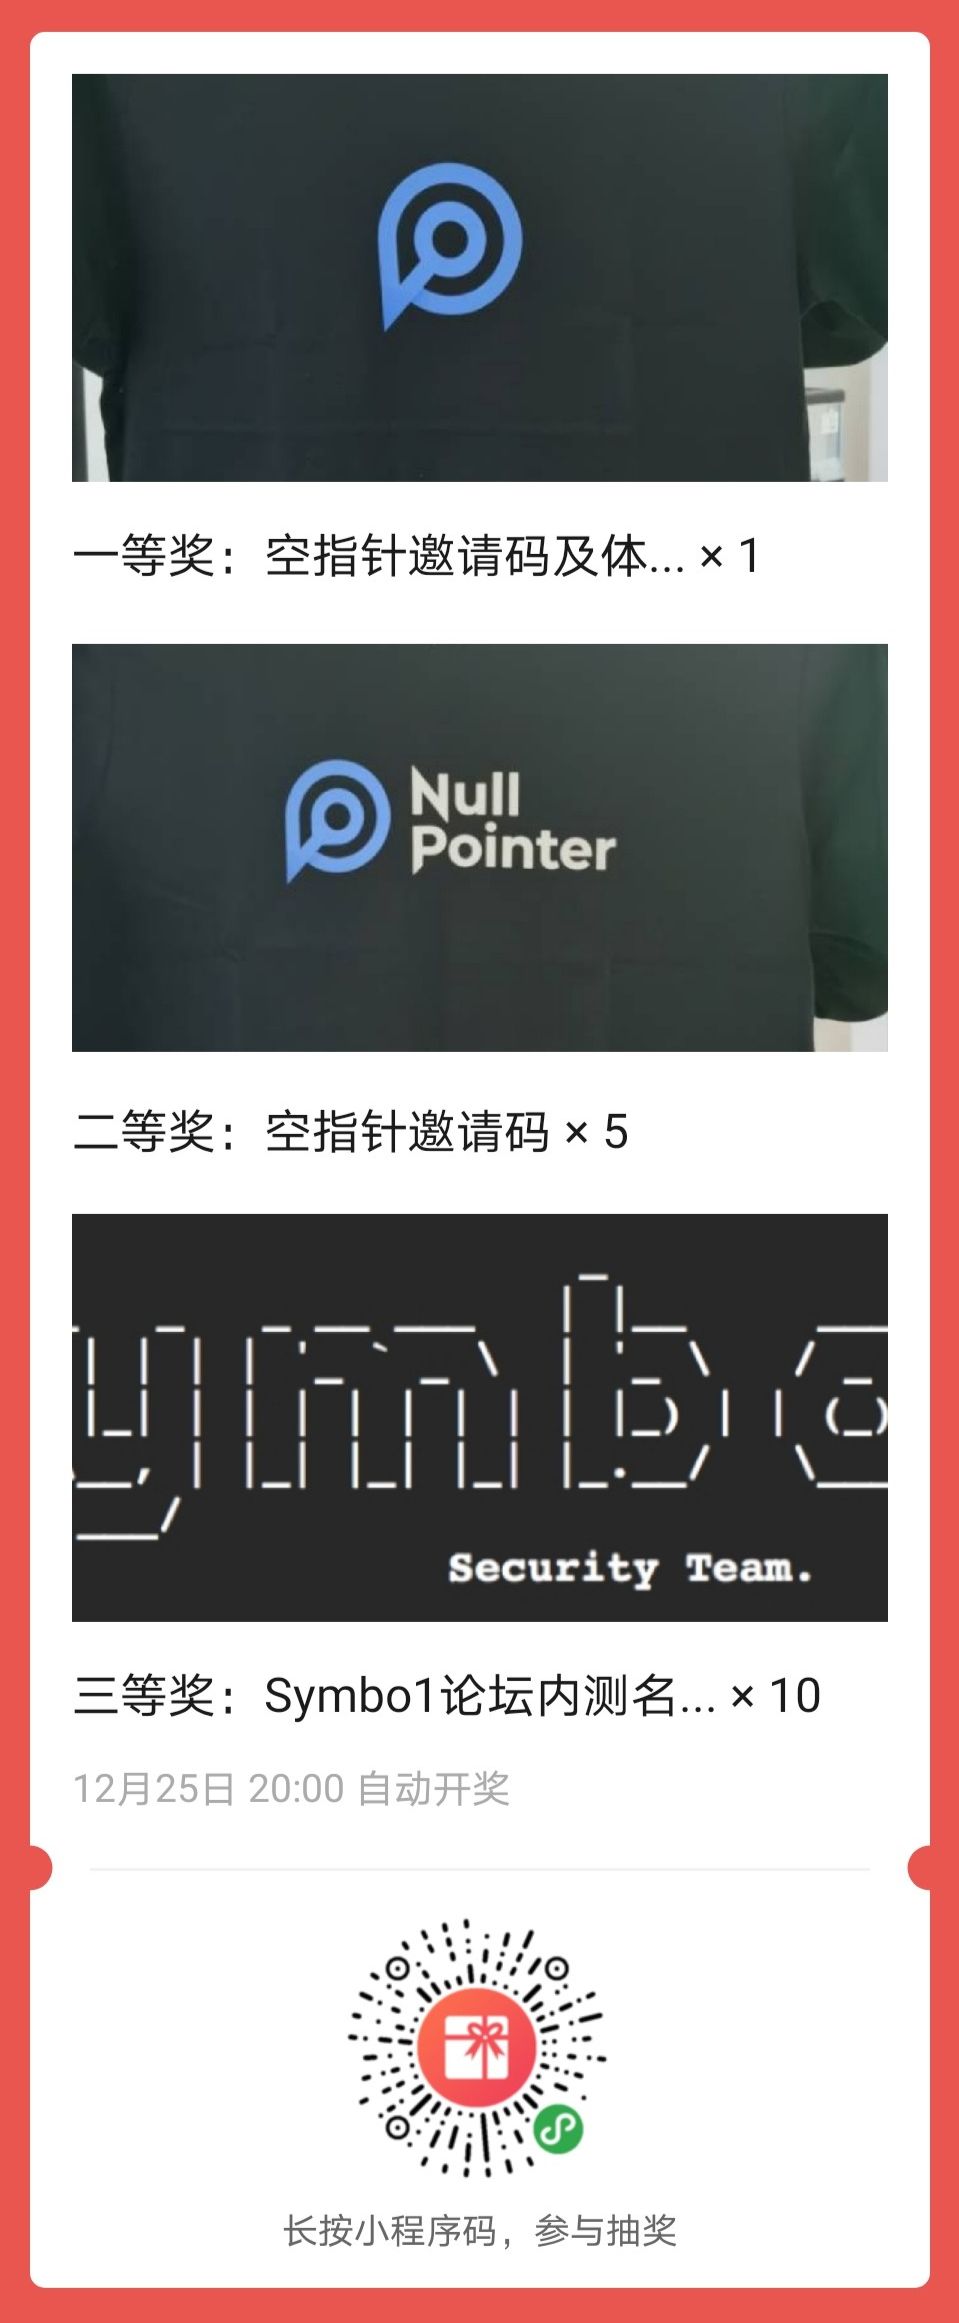 一等奖：空指针邀请码及体... × 1
Null
Pointer
二等奖：空指针邀请码 × 5
ymbo
Security Team.
三等奖：Symbo1论坛内测名... × 10
12月25日 20:00 自动开奖
长按小程序码，参与抽奖